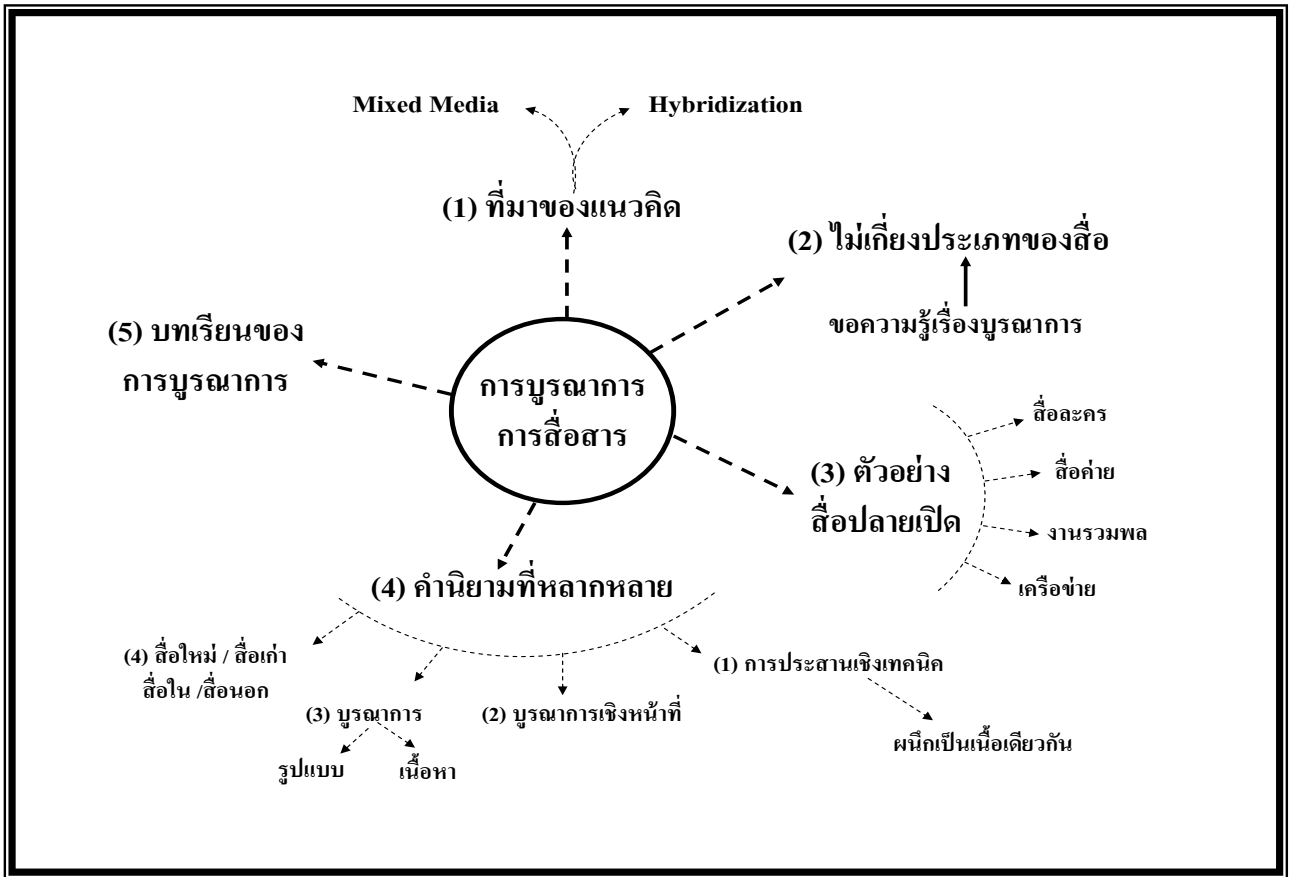 Mixed Media
Hybridization
(1) ที่มาของแนวคิด
(2) ไม่เกี่ยงประเภทของสื่อ
ขอความรู้เรื่องบูรณาการ
(5) บทเรียนของ
การบูรณาการ
การบูรณาการ
การสื่อสาร
(3) ตัวอย่าง
สื่อปลายเปิด
สื่อละคร
สื่อค่าย
งานรวมพล
เครือข่าย
(4) คำนิยามที่หลากหลาย
(4) สื่อใหม่ / สื่อเก่า
สื่อใน /สื่อนอก
(3) บูรณาการ
รูปแบบ
เนื้อหา
(2) บูรณาการเชิงหน้าที่
(1) การประสานเชิงเทคนิค
ผนึกเป็นเนื้อเดียวกัน